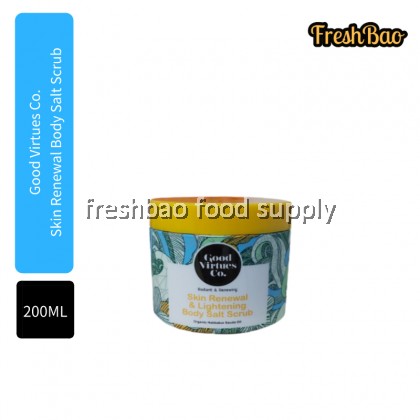 FreshBao
Good Virtues Co.
Skin Renewal Body Salt Scrub
200ML
freshbao food supply
Good
Virtues
Co.
Radiant & Renewing
Skin Renewal
& Lightening
Body Salt Scrub